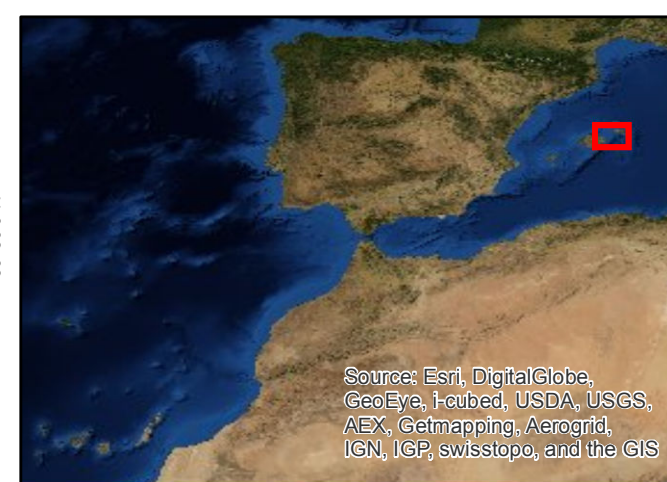 Source: Esri, DigitalGlobe,
GeoEye, i-cubed, USDA, USGS,
AEX, Getmapping, Aerogrid,
IGN, IGP, swisstopo, and the GIS